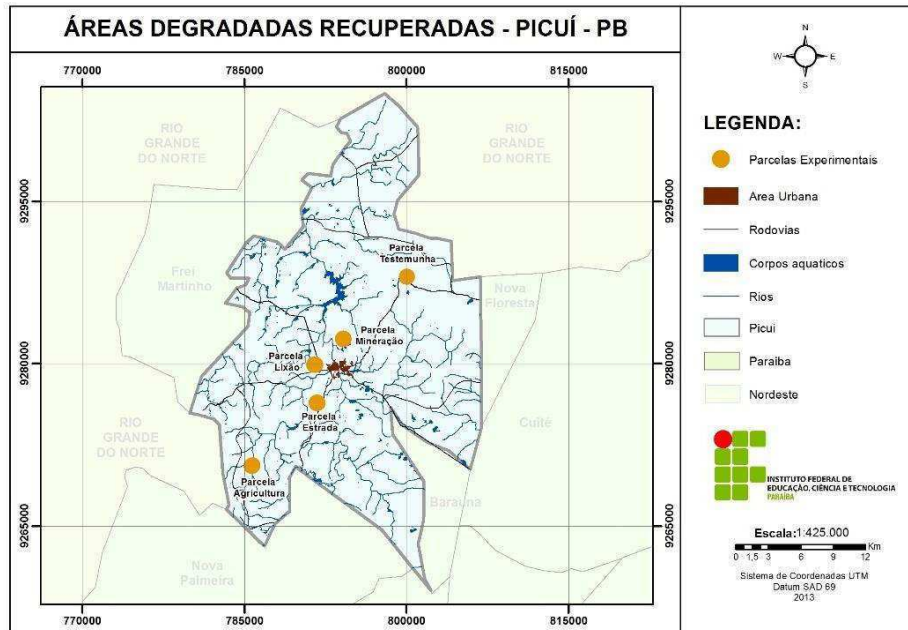 ÁREAS DEGRADADAS RECUPERADAS - PICUÍ - PB
770000
785000
800000
815000
RIO
GRANDE
DO NORTE
RIO
GRANDE
DO NORTE
9295000
9295000
Parcela
Testemunha
Frei
Martinho
Nova
Floresta
Parcela
Mineração
Parcela
Lixão
9280000
9280000
Parcela
Estrada
RIO
GRANDE
DO NORTE
Cuité
Parcela
Agricultura
Barauna
9265000
9265000
Nova
Palmeira
770000
785000
800000
815000
N
W
E
S
LEGENDA:
Parcelas Experimentais
Area Urbana
Rodovias
Corpos aquaticos
Rios
Picui
Paraiba
Nordeste
INSTITUTO FEDERAL DE
EDUCAÇÃO, CIÊNCIA E TECNOLOGIA
PARAÍBA
Escala:1:425.000
0 1,5 3 6 9 12 Km
Sistema de Coordenadas UTM
Datum SAD 69
2013